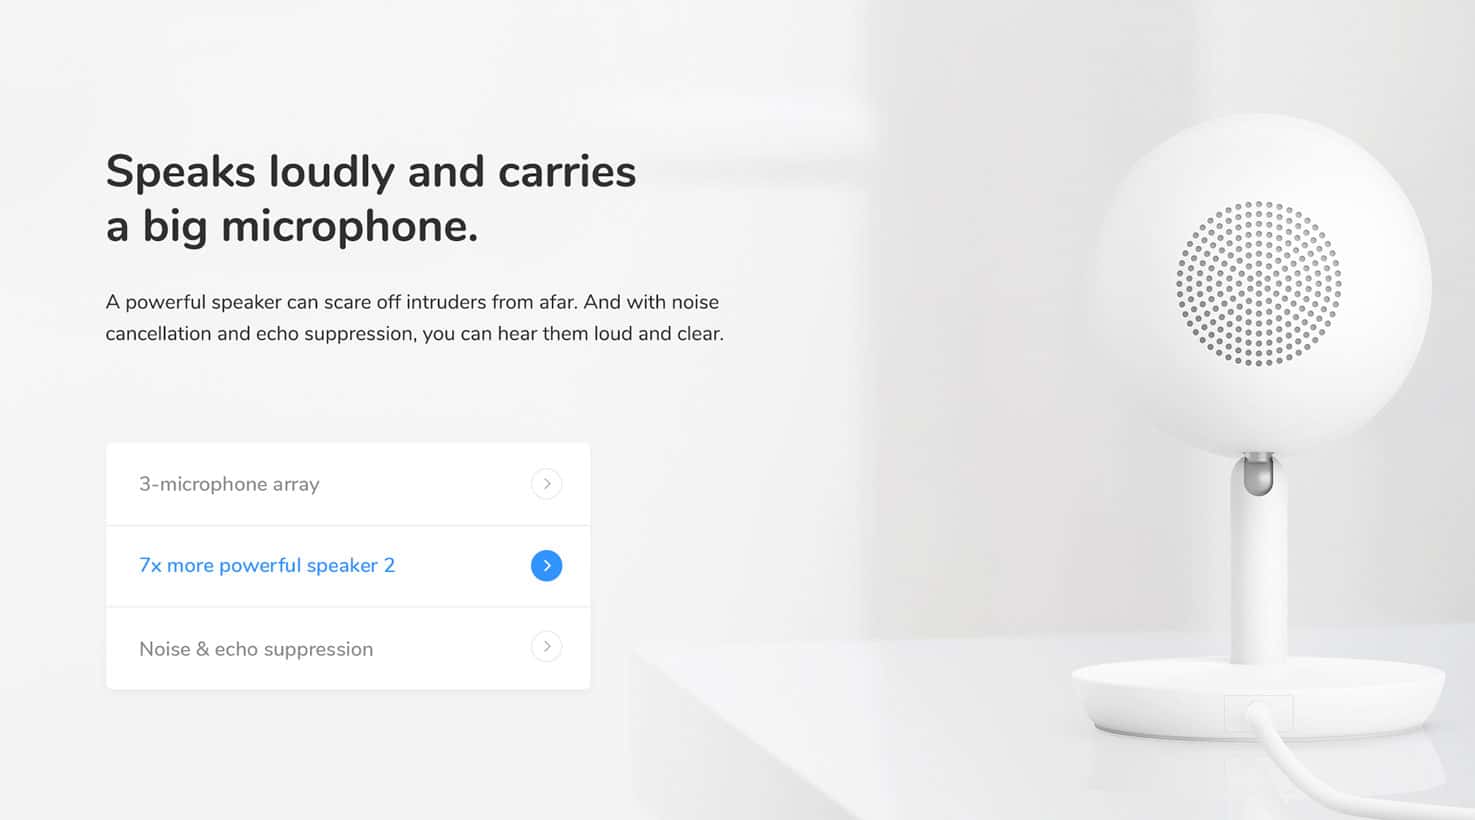 Speaks loudly and carries
a big microphone.
A powerful speaker can scare off intruders from afar. And with noise
cancellation and echo suppression, you can hear them loud and clear.
3-microphone array
7x more powerful speaker 2
Noise & echo suppression